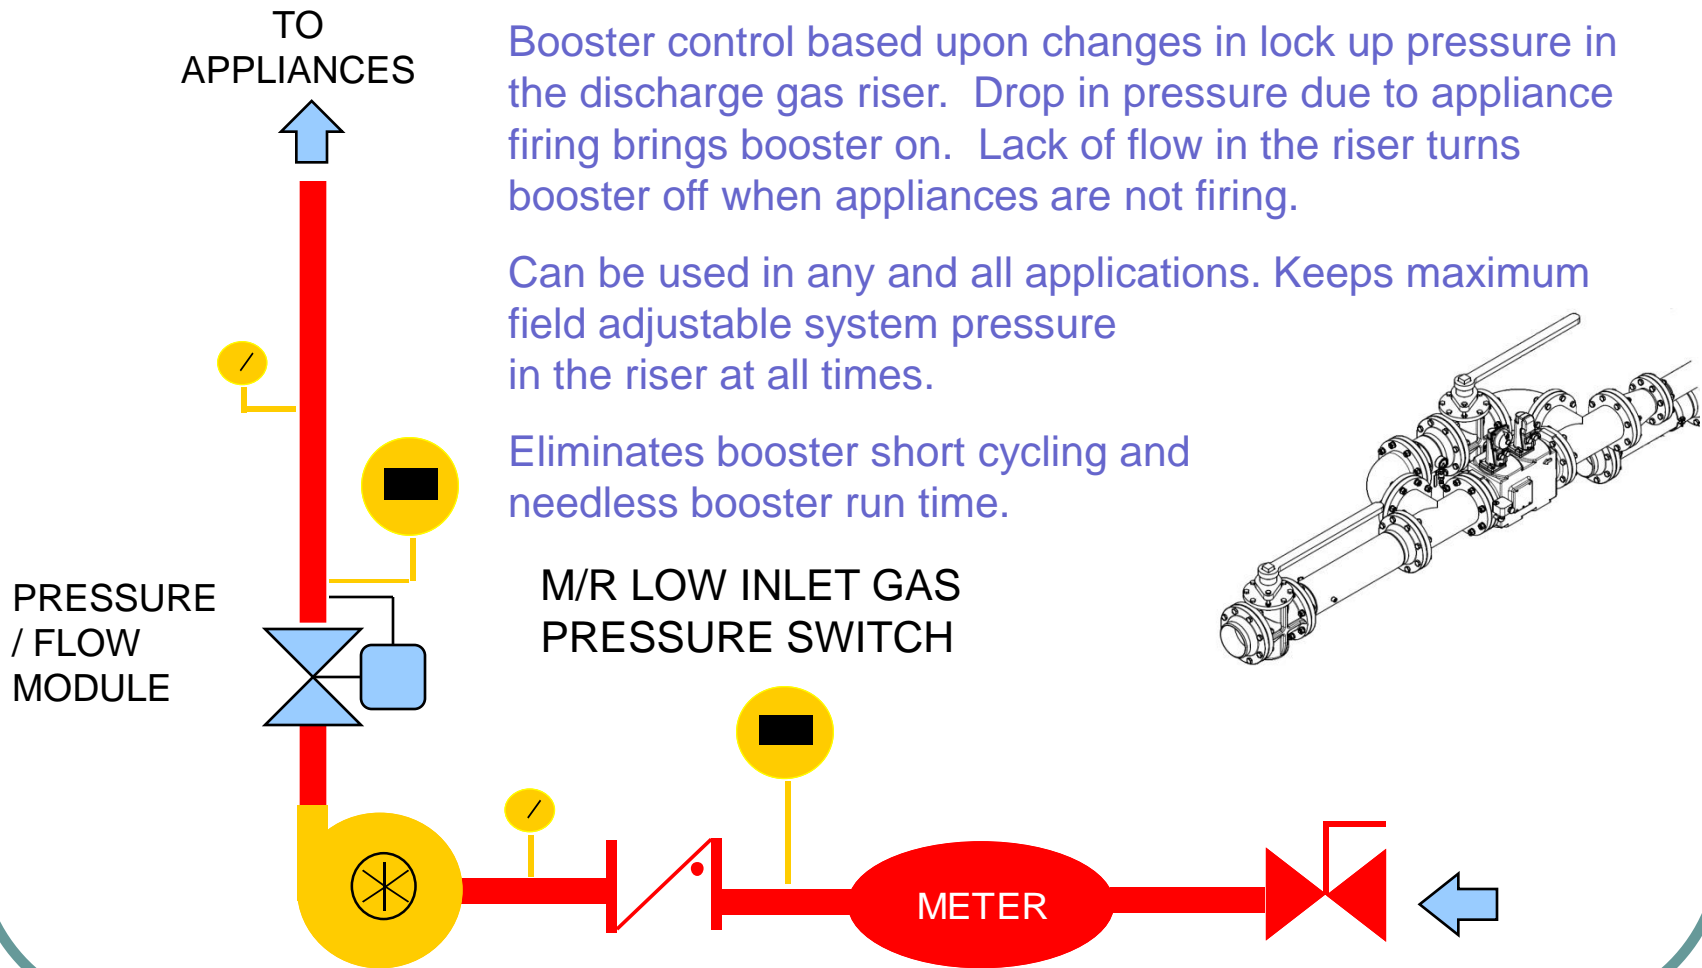 TO
APPLIANCES
Booster control based upon changes in lock up pressure in
the discharge gas riser.  Drop in pressure due to appliance
firing brings booster on.  Lack of flow in the riser turns
booster off when appliances are not firing.
Can be used in any and all applications. Keeps maximum
field adjustable system pressure
in the riser at all times.
Eliminates booster short cycling and
needless booster run time.
PRESSURE
/ FLOW
MODULE
M/R LOW INLET GAS
PRESSURE SWITCH
METER